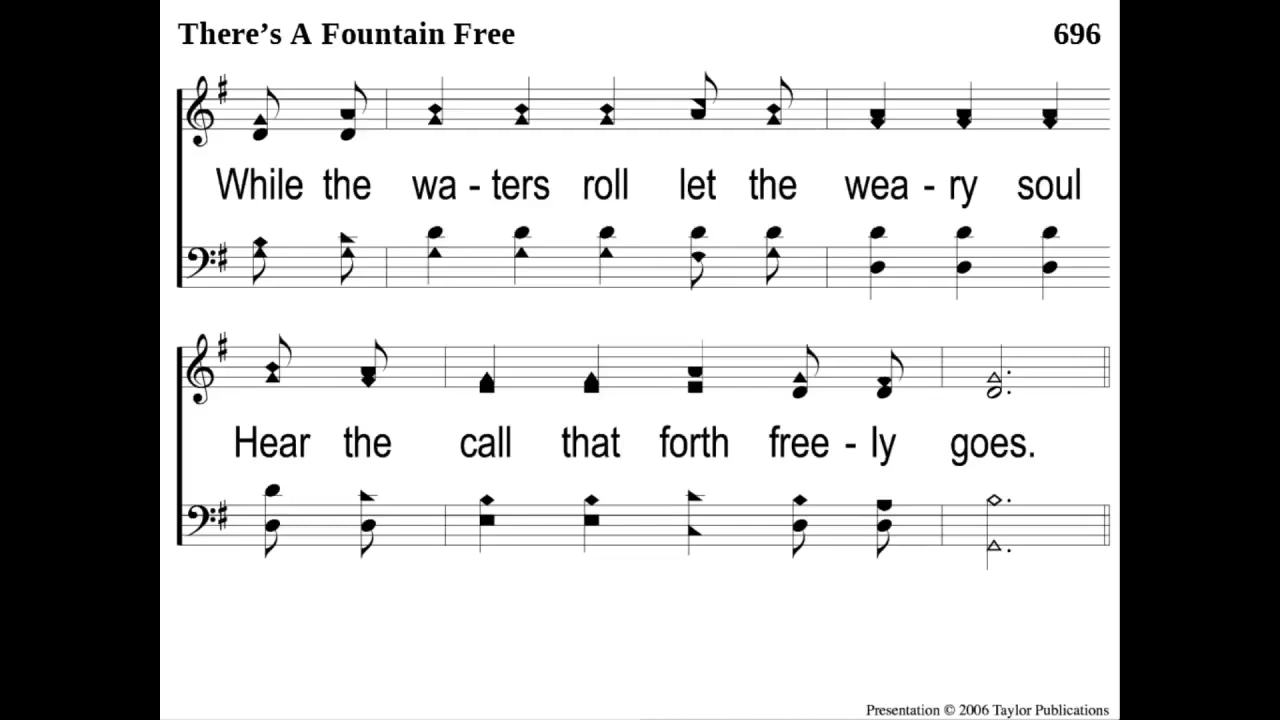 There’s A Fountain Free 696
While the wa - ters roll let the wea - ry soul
Hear the call that forth free - ly goes.
Presentation © 2006 Taylor Publications